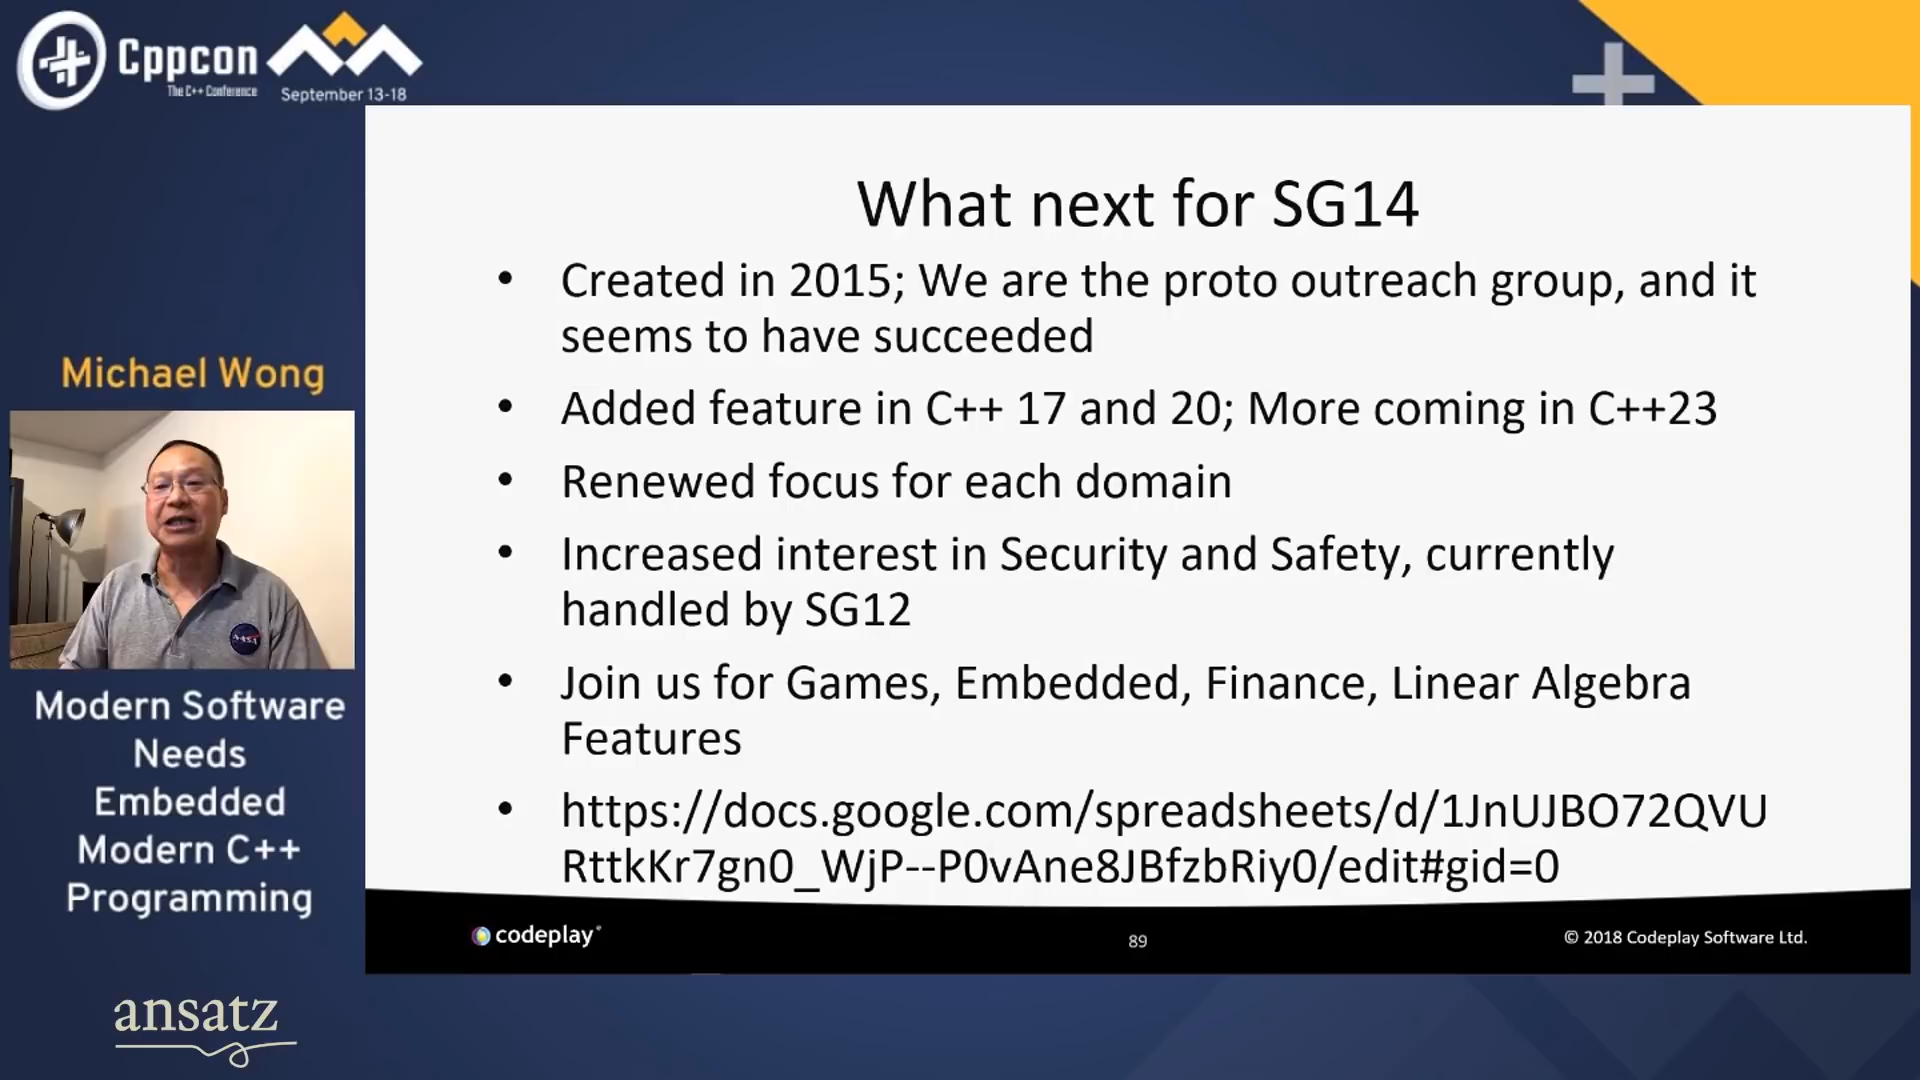 Cppcon
The C++ Conference
September 13-18
What next for SG14
• Created in 2015; We are the proto outreach group, and it
seems to have succeeded
• Added feature in C++ 17 and 20; More coming in C++23
• Renewed focus for each domain
• Increased interest in Security and Safety, currently
handled by SG12
• Join us for Games, Embedded, Finance, Linear Algebra
Features
• https://docs.google.com/spreadsheets/d/1JnUJBO72QVU
RttkKr7gn0_WjP--P0vAne8JBfzbRiy0/edit#gid=0
codeplay
89
© 2018 Codeplay Software Ltd.
Michael Wong
NASA
Modern Software
Needs
Embedded
Modern C++
Programming
ansatz